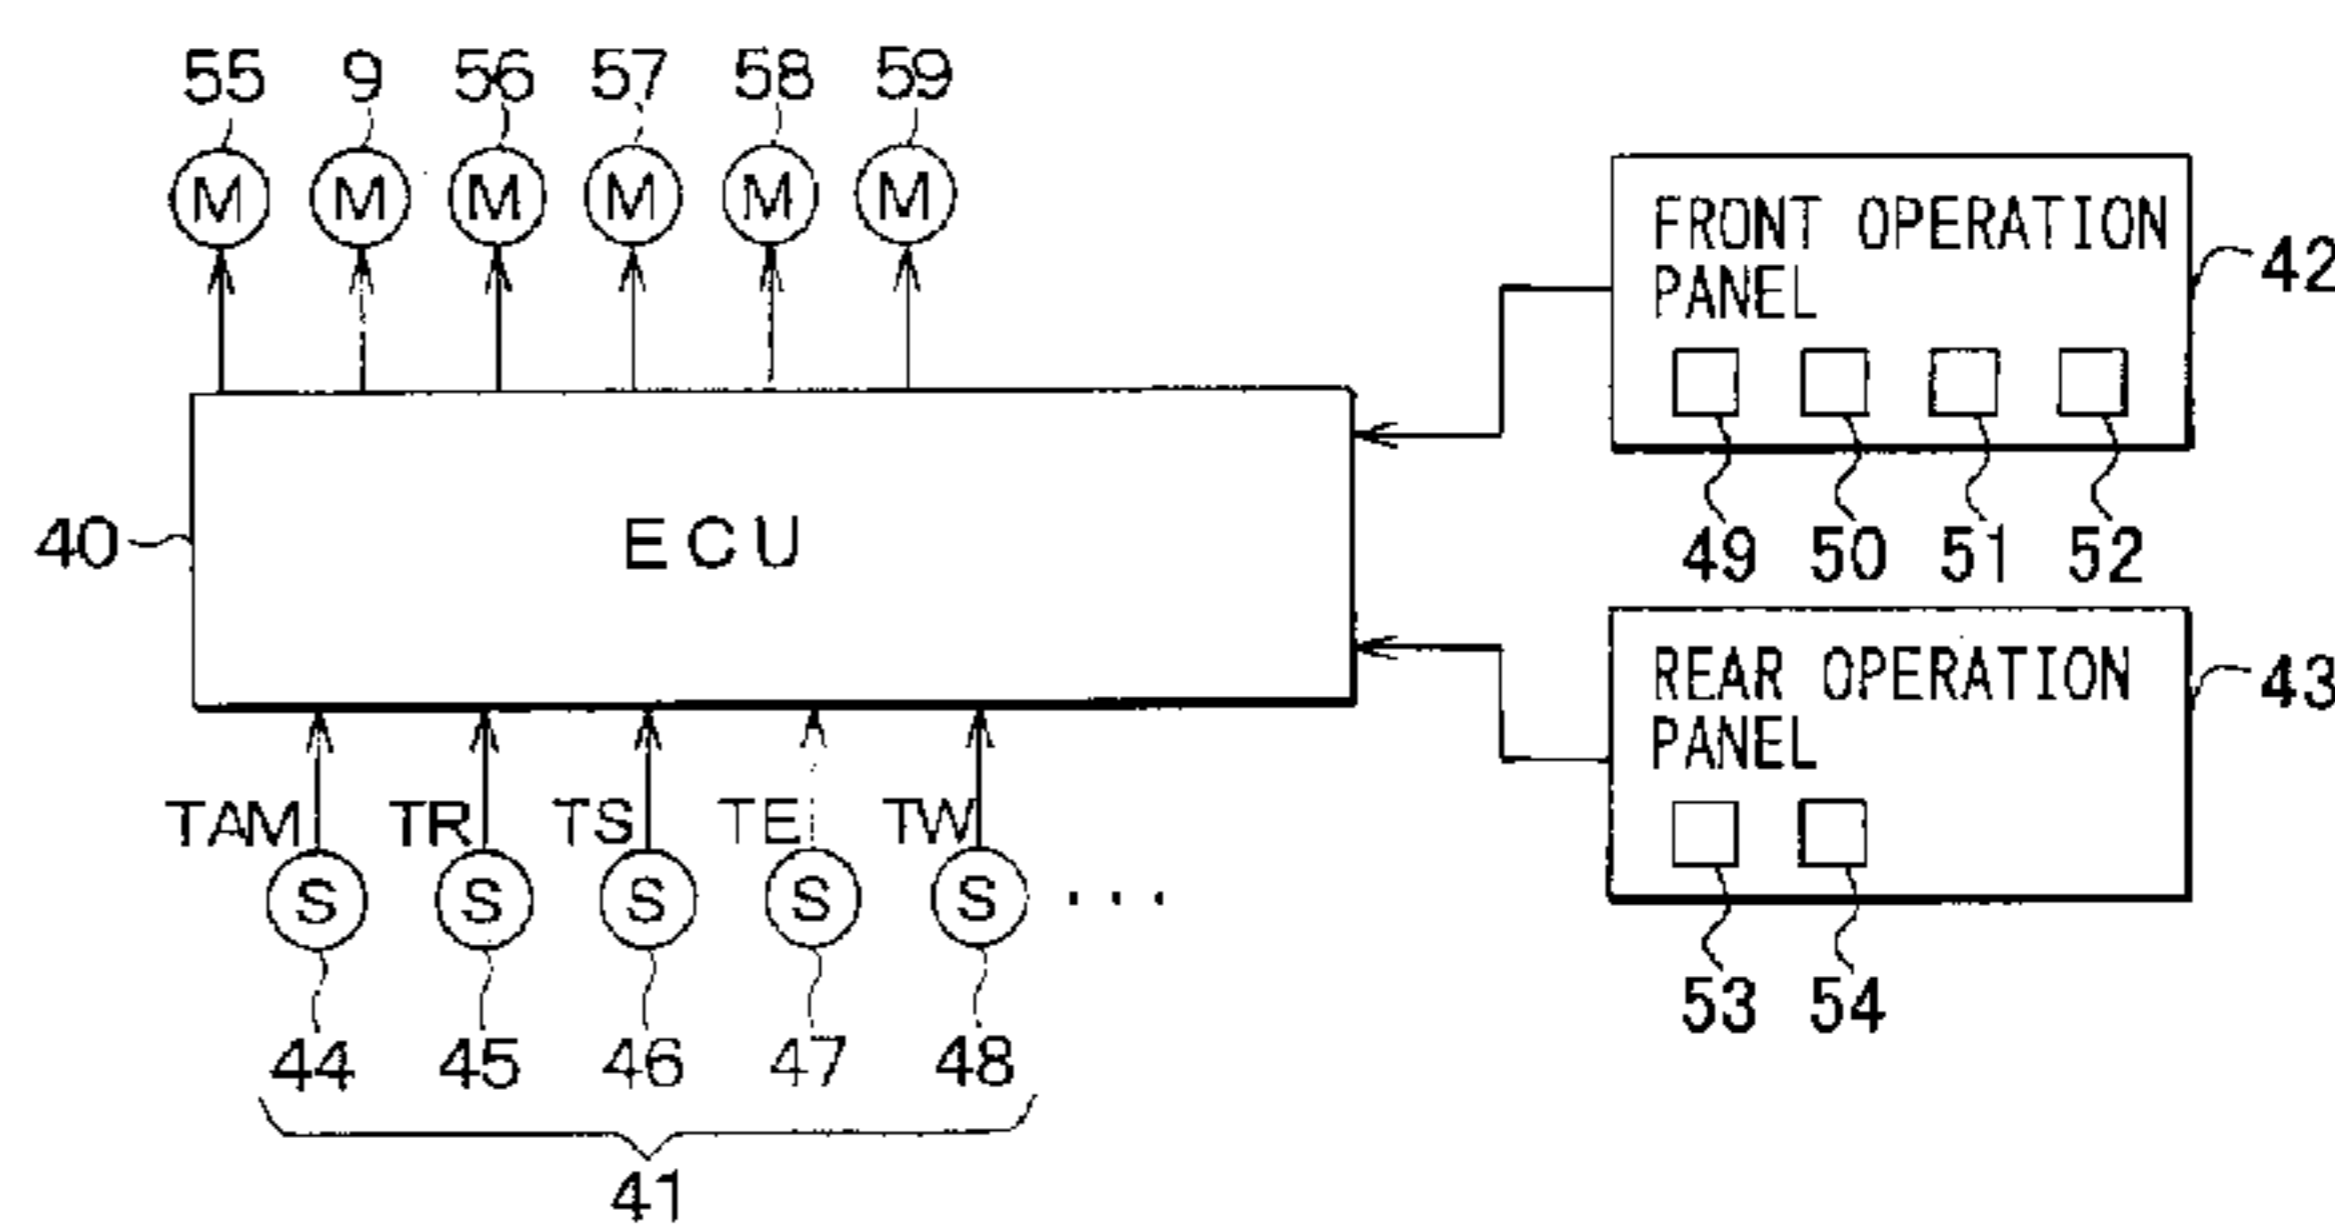 55 9 56 57 58 59
M M M M M M
FRONT OPERATION
PANEL
42
49 50 51 52
40
ECU
REAR OPERATION
PANEL
43
53 54
TAM TR TS TE TW
S S S S S ...
44 45 46 47 48
41